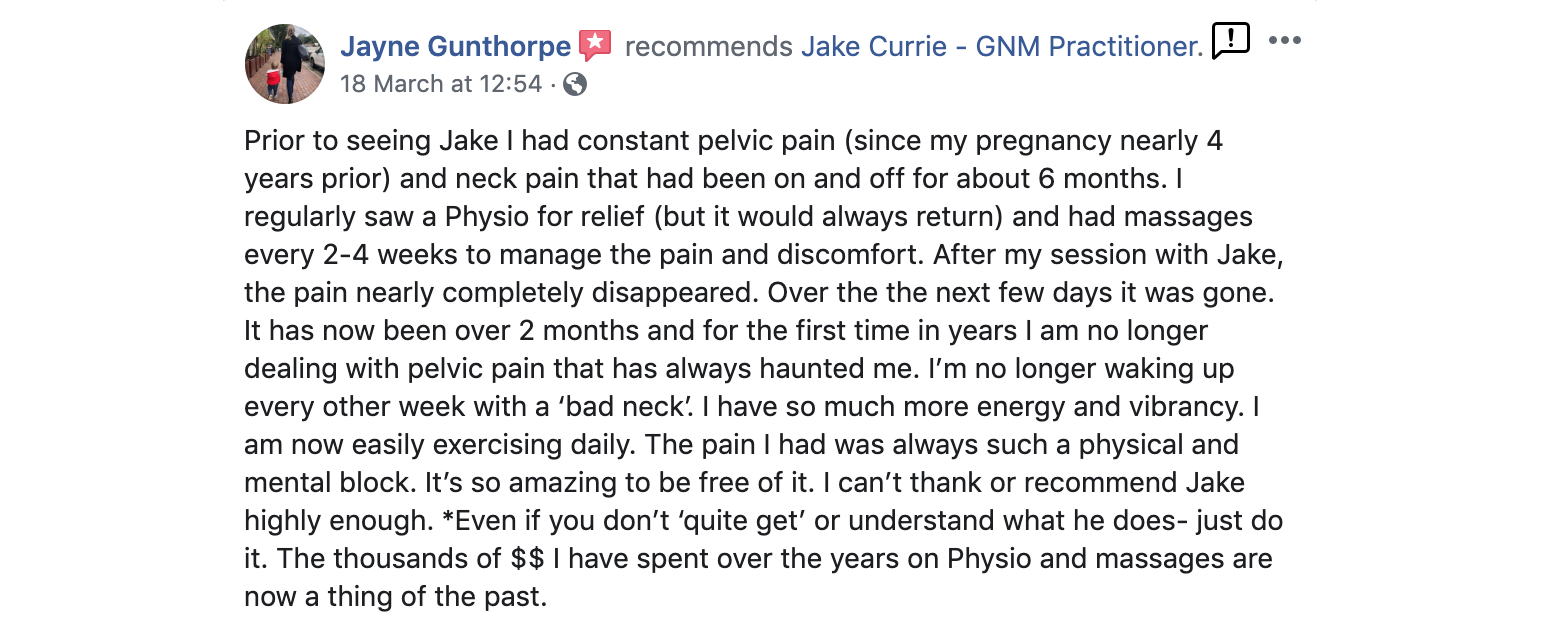 Jayne Gunthorpe recommends Jake Currie - GNM Practitioner.
18 March at 12:54 ·
Prior to seeing Jake I had constant pelvic pain (since my pregnancy nearly 4
years prior) and neck pain that had been on and off for about 6 months. I
regularly saw a Physio for relief (but it would always return) and had massages
every 2-4 weeks to manage the pain and discomfort. After my session with Jake,
the pain nearly completely disappeared. Over the the next few days it was gone.
It has now been over 2 months and for the first time in years I am no longer
dealing with pelvic pain that has always haunted me. I’m no longer waking up
every other week with a ‘bad neck’. I have so much more energy and vibrancy. I
am now easily exercising daily. The pain I had was always such a physical and
mental block. It’s so amazing to be free of it. I can’t thank or recommend Jake
highly enough. *Even if you don’t ‘quite get’ or understand what he does- just do
it. The thousands of $$ I have spent over the years on Physio and massages are
now a thing of the past.